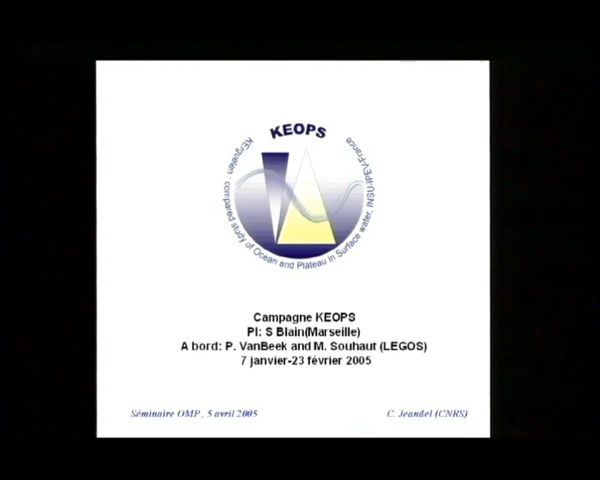 KEOPS
KErguelen : compared study of Ocean and Plateau in Surface water, INSU-IPEV-France
Campagne KEOPS
PI: S Blain(Marseille)
A bord: P. VanBeek and M. Souhaut (LEGOS)
7 janvier-23 février 2005
Séminaire OMP, 5 avril 2005
C. Jeandel (CNRS)